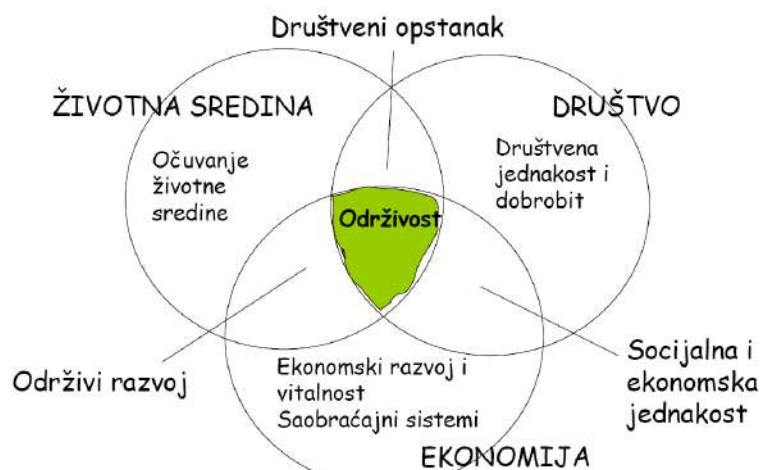 Društveni opstanak
ŽIVOTNA SREDINA
DRUŠTVO
Očuvanje
životne
sredine
Društvena
jednakost i
dobrobit
Održivost
Održivi razvoj
Ekonomski razvoj i
vitalnost
Saobraćajni sistemi
Socijalna i
ekonomska
jednakost
EKONOMIJA